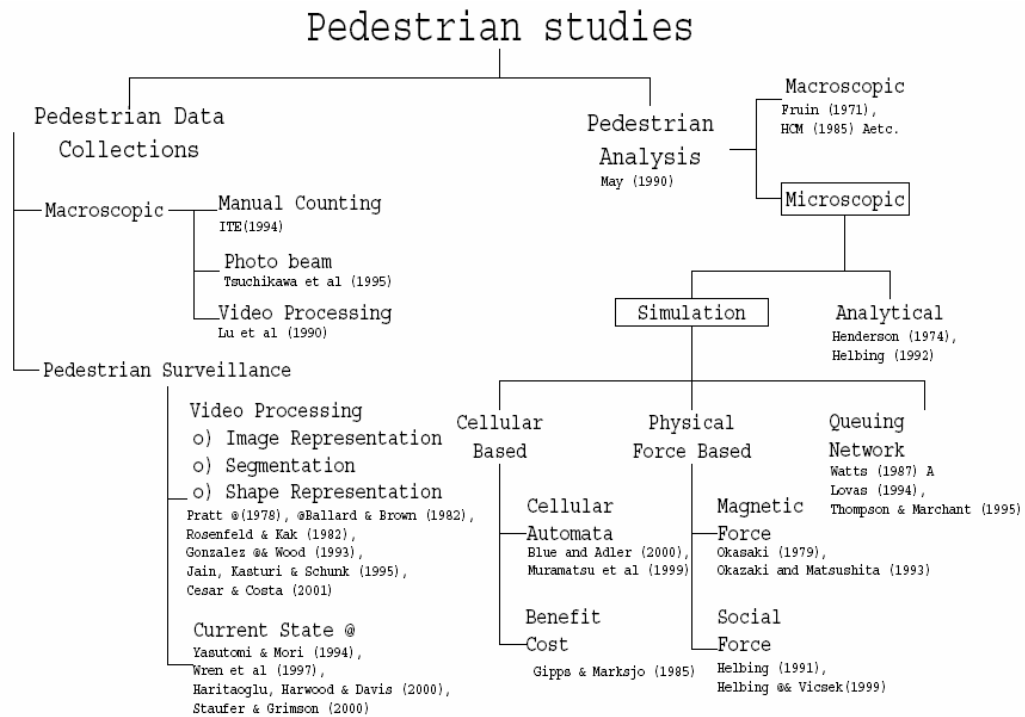 Pedestrian studies
Pedestrian Data
Collections
Macroscopic
Manual Counting
ITE(1994)
Photo beam
Tsuchikawa et al (1995)
Video Processing
Lu et al (1990)
Pedestrian Surveillance
Video Processing
o) Image Representation
o) Segmentation
o) Shape Representation
Pratt @(1978), @Ballard & Brown (1982),
Rosenfeld & Kak (1982),
Gonzalez @& Wood (1993),
Jain, Kasturi & Schunk (1995),
Cesar & Costa (2001)
Current State @
Yasutomi & Mori (1994),
Wren et al (1997),
Haritaoglu, Harwood & Davis (2000),
Staufer & Grimson (2000)
Pedestrian
Analysis
May (1990)
Macroscopic
Fruin (1971),
HCM (1985) Aetc.
Microscopic
Simulation
Analytical
Henderson (1974),
Helbing (1992)
Cellular
Based
Cellular
Automata
Blue and Adler (2000),
Muramatsu et al (1999)
Benefit
Cost
Gipps & Marksjo (1985)
Physical
Force Based
Magnetic
Force
Okasaki (1979),
Okazaki and Matsushita (1993)
Social
Force
Helbing (1991),
Helbing @& Vicsek(1999)
Queuing
Network
Watts (1987) A
Lovas (1994),
Thompson & Marchant (1995)